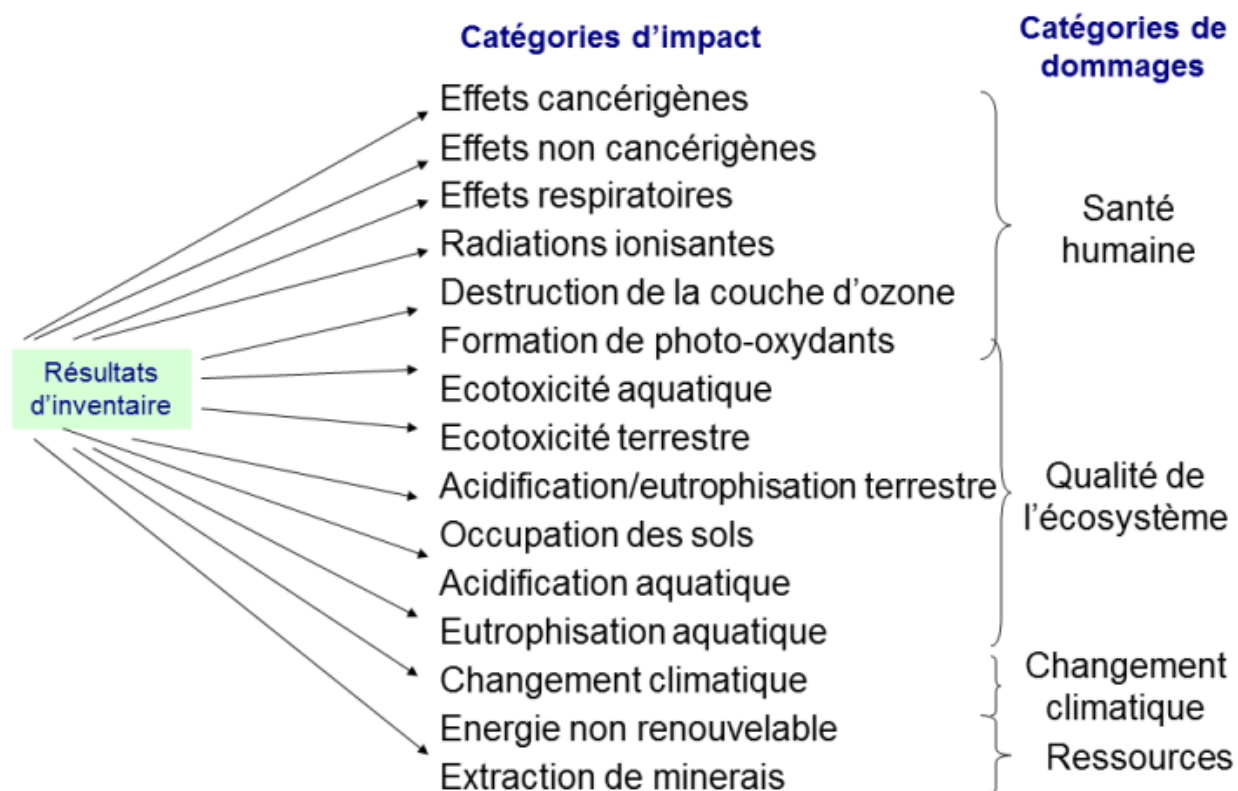 Catégories d'impact
Catégories de
dommages
Effets cancérigènes
Effets non cancérigènes
Effets respiratoires
Radiations ionisantes
Destruction de la couche d'ozone
Formation de photo-oxydants
Ecotoxicité aquatique
Ecotoxicité terrestre
Acidification/eutrophisation terrestre
Occupation des sols
Acidification aquatique
Eutrophisation aquatique
Changement climatique
Energie non renouvelable
Extraction de minerais
Résultats
d'inventaire
Santé
humaine
Qualité de
l'écosystème
Changement
climatique
Ressources